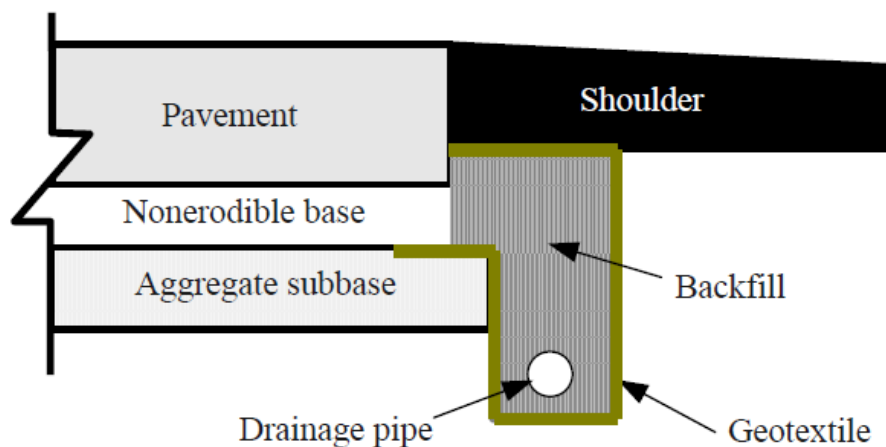 Shoulder
Pavement
Nonerodible base
Aggregate subbase
Backfill
Drainage pipe
Geotextile